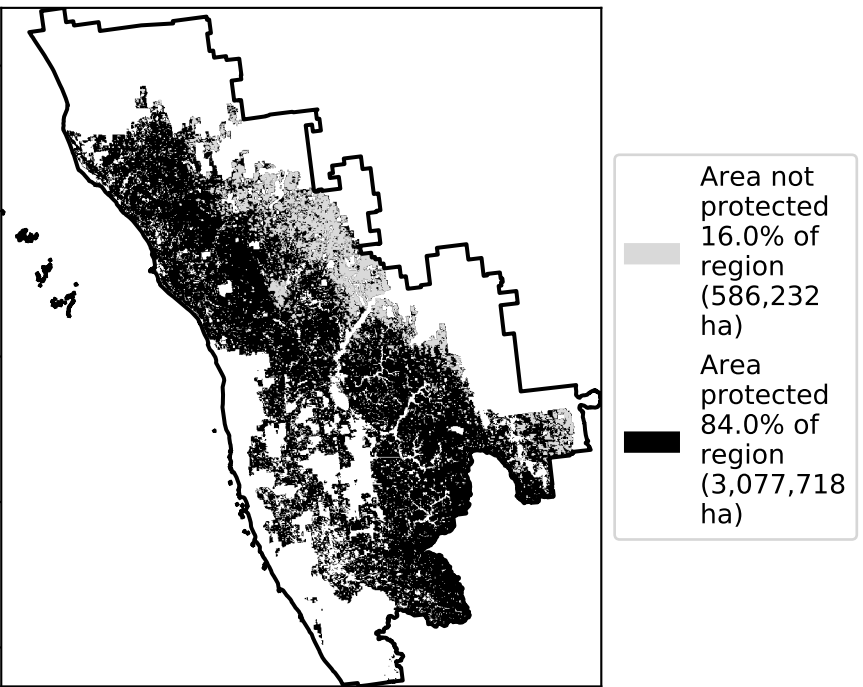 Area not
protected
16.0% of
region
(586,232
ha)
Area
protected
84.0% of
region
(3,077,718
ha)